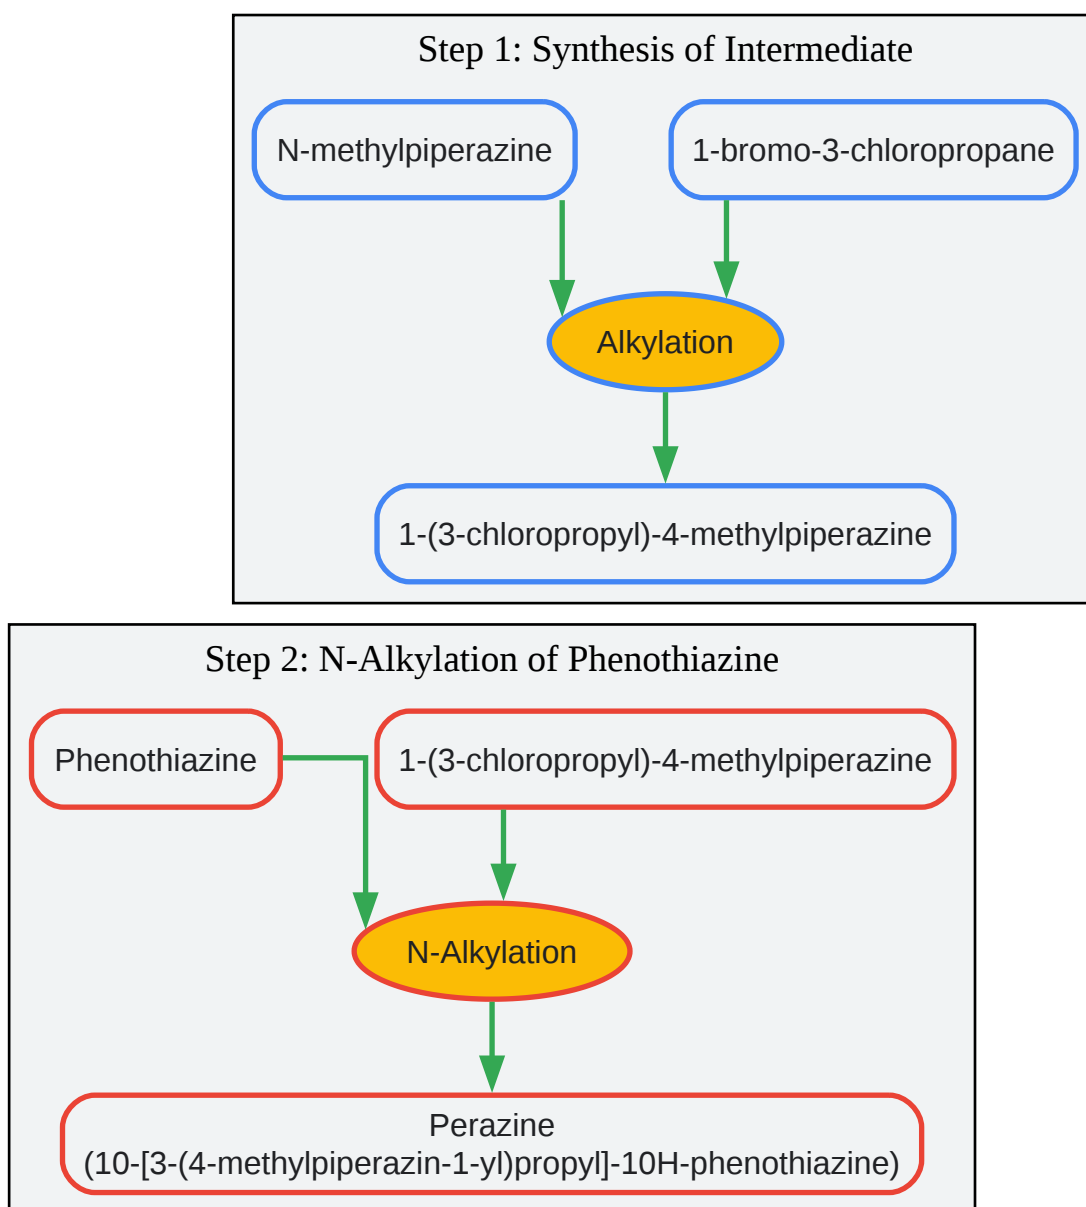 Step 1: Synthesis of Intermediate
N-methylpiperazine
1-bromo-3-chloropropane
Alkylation
1-(3-chloropropyl)-4-methylpiperazine
Step 2: N-Alkylation of Phenothiazine
Phenothiazine
1-(3-chloropropyl)-4-methylpiperazine
N-Alkylation
Perazine
(10-[3-(4-methylpiperazin-1-yl)propyl]-10H-phenothiazine)